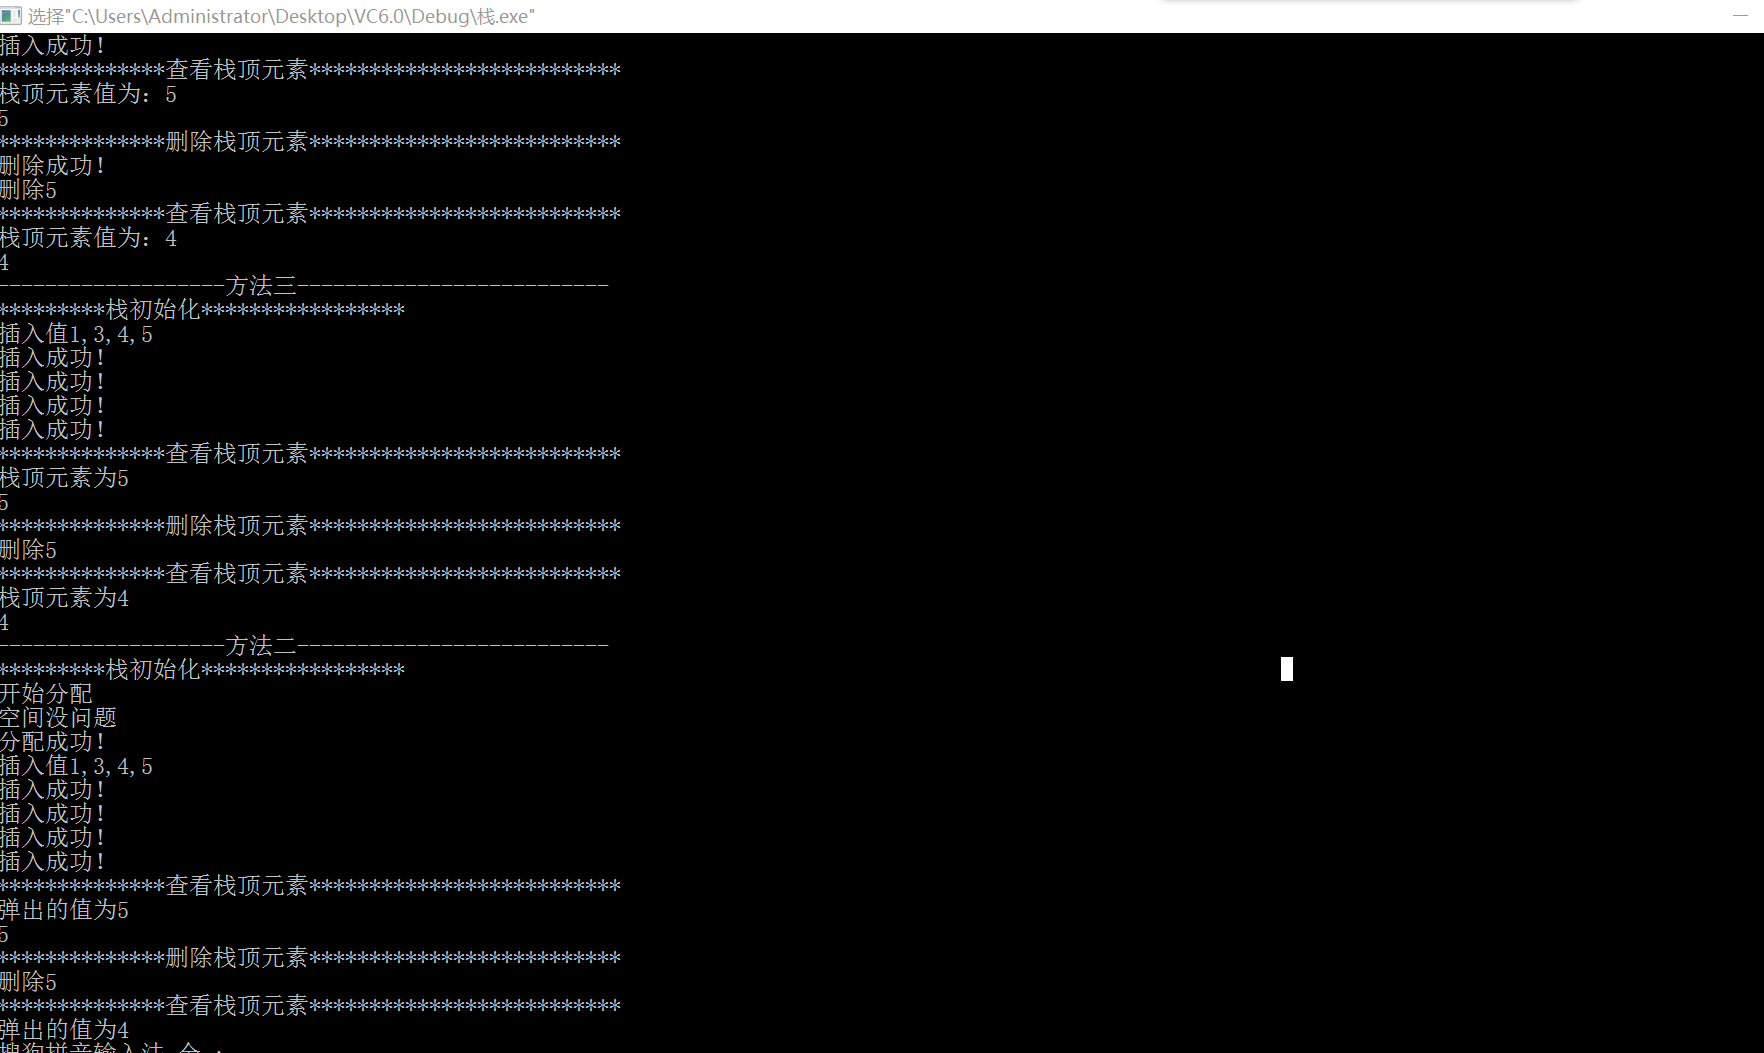 选择"C:\Users\Administrator\Desktop\VC6.0\Debug\栈.exe"
插入成功!
**************查看栈顶元素**************************
栈顶元素值为：5
5
**************删除栈顶元素**************************
删除成功!
删除5
**************查看栈顶元素**************************
栈顶元素值为：4
4
-------------------方法三--------------------------
*********栈初始化*****************
插入值1,3,4,5
插入成功!
插入成功!
插入成功!
插入成功!
**************查看栈顶元素**************************
栈顶元素为5
5
**************删除栈顶元素**************************
删除5
**************查看栈顶元素**************************
栈顶元素为4
4
-------------------方法二--------------------------
*********栈初始化*****************
开始分配
空间没问题
分配成功!
插入值1,3,4,5
插入成功!
插入成功!
插入成功!
插入成功!
**************查看栈顶元素**************************
弹出的值为5
5
**************删除栈顶元素**************************
删除5
**************查看栈顶元素**************************
弹出的值为4
搜狗拼音输入法 全 :